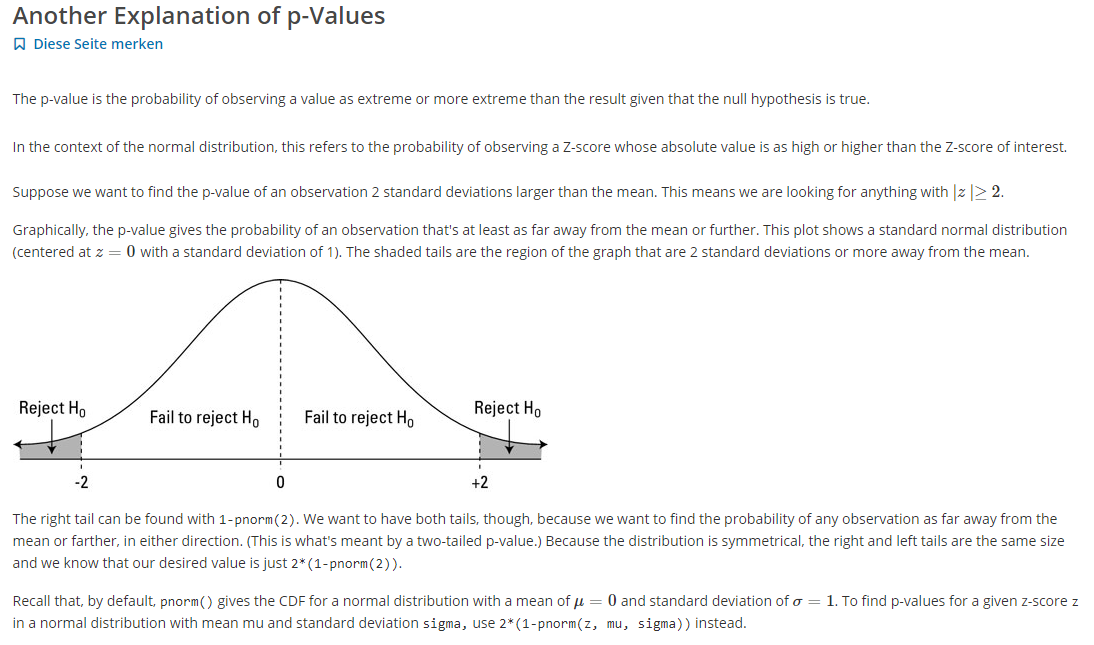 Another Explanation of p-Values
Diese Seite merken
The p-value is the probability of observing a value as extreme or more extreme than the result given that the null hypothesis is true.
In the context of the normal distribution, this refers to the probability of observing a Z-score whose absolute value is as high or higher than the Z-score of interest.
Suppose we want to find the p-value of an observation 2 standard deviations larger than the mean. This means we are looking for anything with |z |≥ 2.
Graphically, the p-value gives the probability of an observation that's at least as far away from the mean or further. This plot shows a standard normal distribution
(centered at z = 0 with a standard deviation of 1). The shaded tails are the region of the graph that are 2 standard deviations or more away from the mean.
Reject H₀
Fail to reject H₀
Fail to reject H₀
Reject H₀
-2
0
+2
The right tail can be found with 1-pnorm(2). We want to have both tails, though, because we want to find the probability of any observation as far away from the
mean or farther, in either direction. (This is what's meant by a two-tailed p-value.) Because the distribution is symmetrical, the right and left tails are the same size
and we know that our desired value is just 2*(1-pnorm(2)).
Recall that, by default, pnorm() gives the CDF for a normal distribution with a mean of μ = 0 and standard deviation of σ = 1. To find p-values for a given z-score z
in a normal distribution with mean mu and standard deviation sigma, use 2*(1-pnorm(z, mu, sigma)) instead.